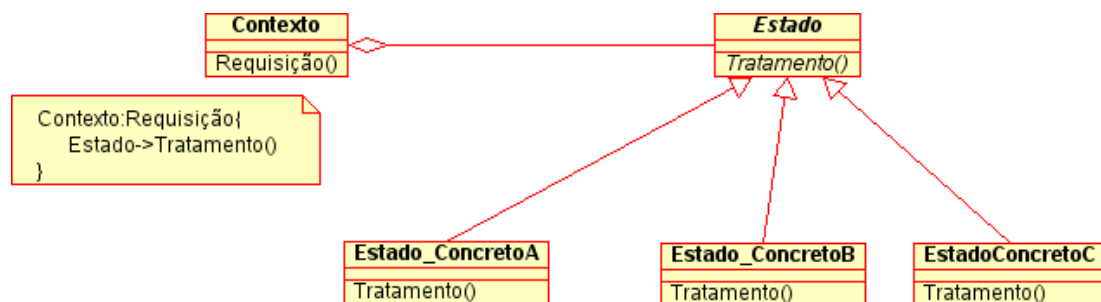 Contexto
Requisição()
Estado
Tratamento()
Contexto:Requisição{
Estado->Tratamento()
}
Estado_ConcretoA
Tratamento()
Estado_ConcretoB
Tratamento()
EstadoConcretoC
Tratamento()